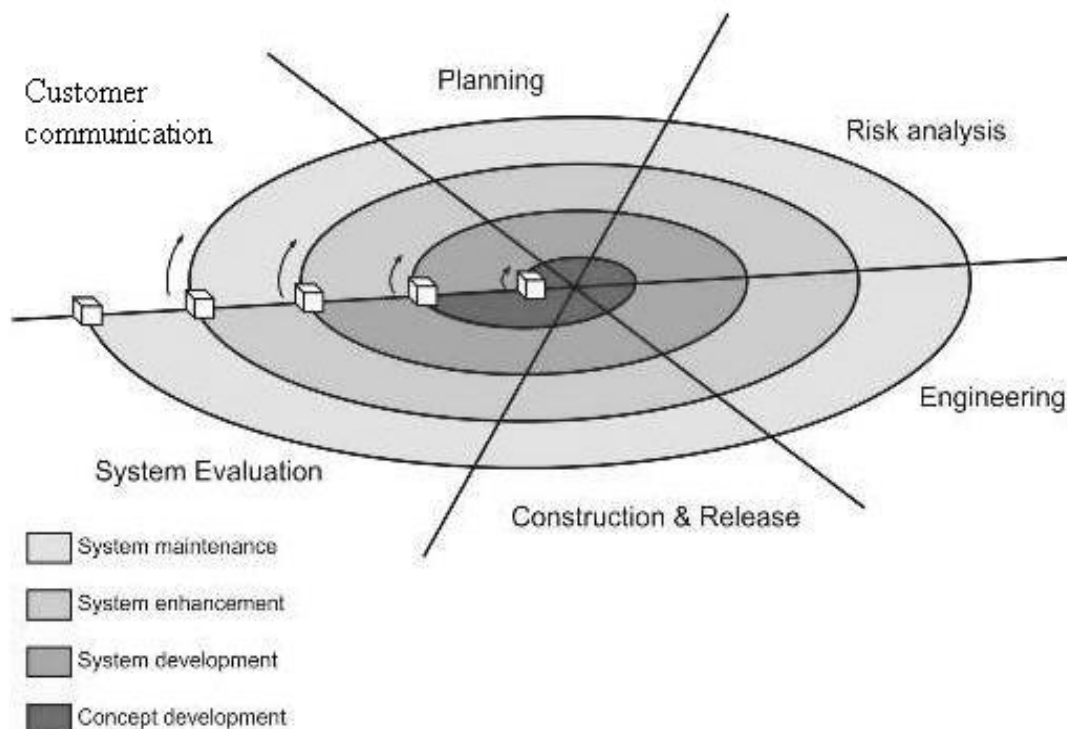 Planning
Customer
communication
Risk analysis
Engineering
System Evaluation
Construction & Release
System maintenance
System enhancement
System development
Concept development